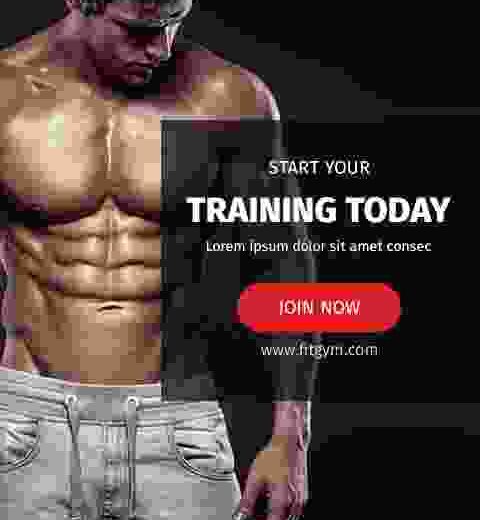 START YOUR
TRAINING TODAY
Lorem ipsum dolor sit amet consec
JOIN NOW
www.fitgym.com